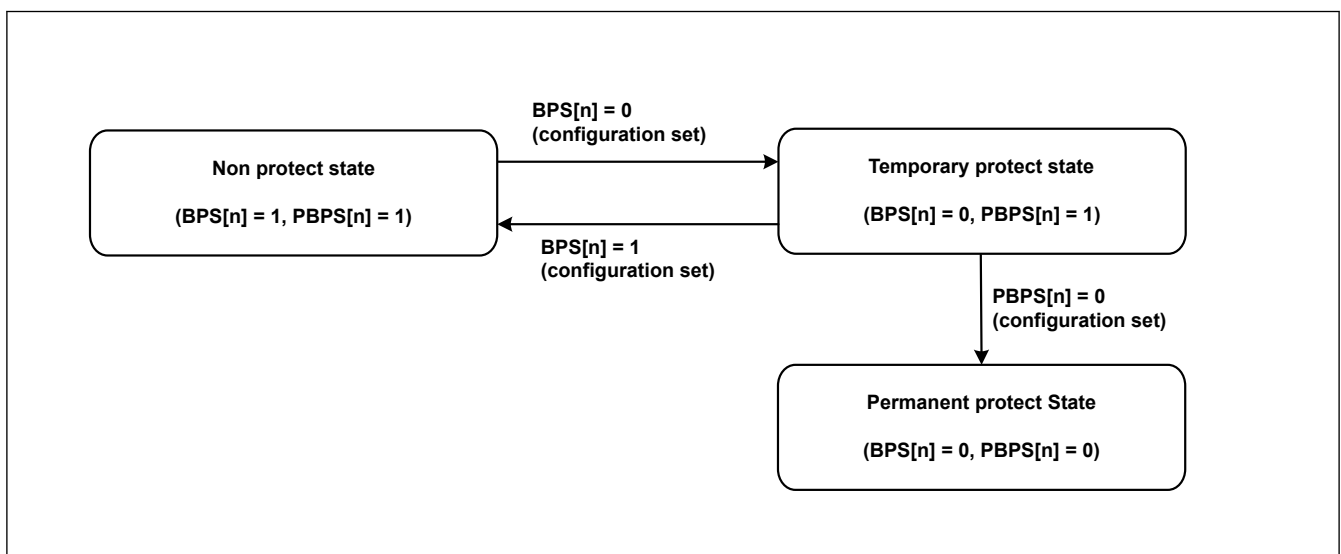 BPS[n] = 0
(configuration set)
Non protect state
(BPS[n] = 1, PBPS[n] = 1)
Temporary protect state
(BPS[n] = 0, PBPS[n] = 1)
BPS[n] = 1
(configuration set)
PBPS[n] = 0
(configuration set)
Permanent protect State
(BPS[n] = 0, PBPS[n] = 0)